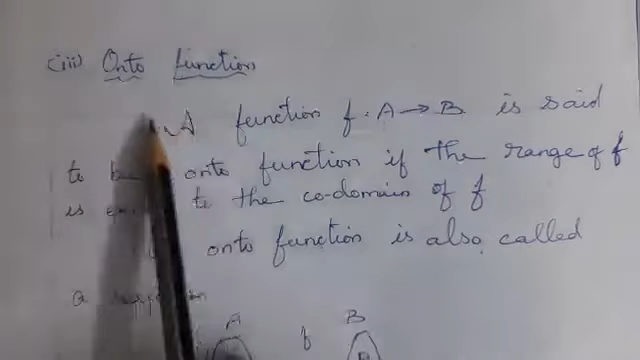 (iii) Onto function
A function f : A → B is said
to be onto function if the range of f
is equal to the co-domain of f
onto function is also called
a
A f B